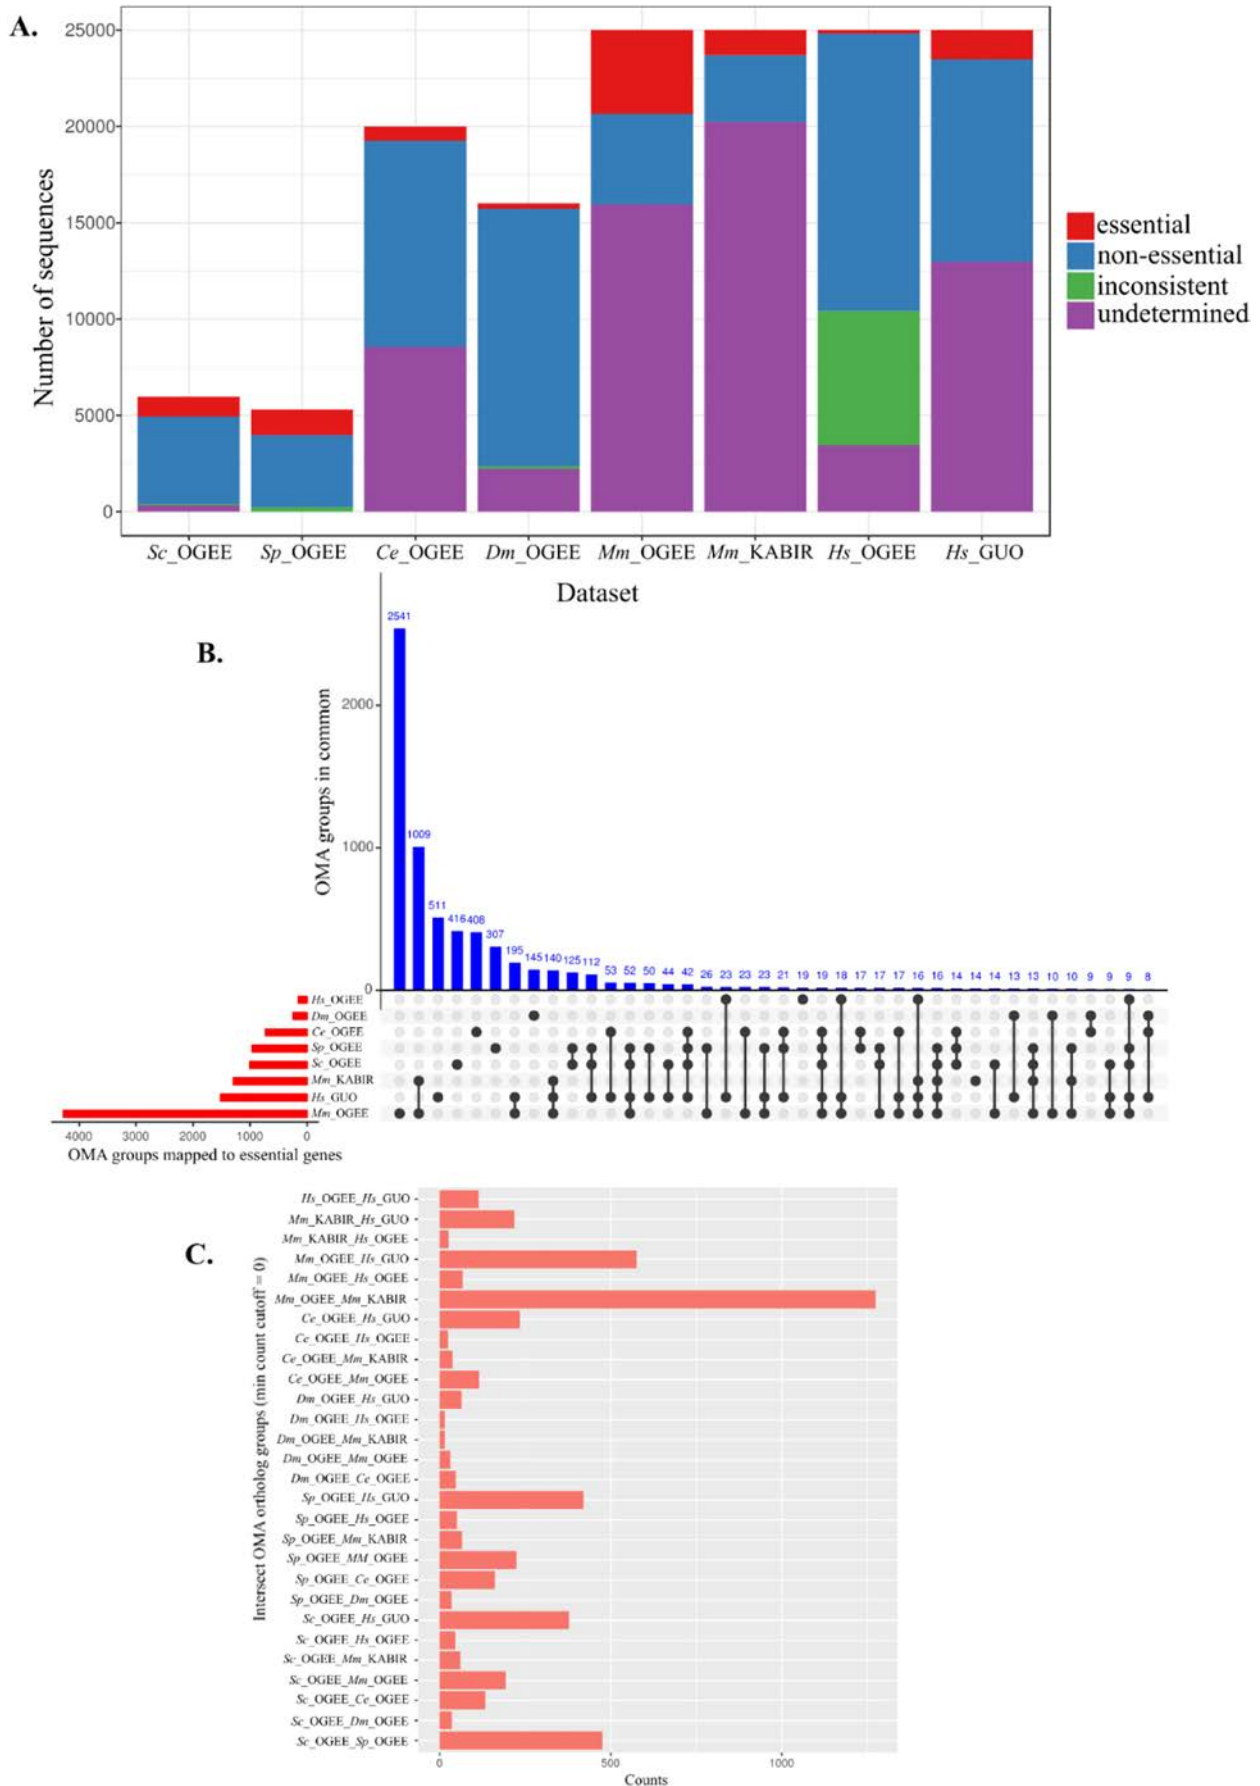 A.
25000
20000
15000
10000
5000
0
Number of sequences
essential
non-essential
inconsistent
undetermined
Sc_OGEE Sp_OGEE Ce_OGEE Dm_OGEE Mm_OGEE Mm_KABIR Hs_OGEE Hs_GUO
Dataset
B.
OMA groups in common
2000
1000
0
2541 1009 511 416 408 307 195 145 140 125 112 53 52 50 44 42 26 23 23 23 21 19 19 18 17 17 17 16 16 14 14 14 13 13 10 10 9 9 9 8
Hs_OGEE
Dm_OGEE
Ce_OGEE
Sp_OGEE
Sc_OGEE
Mm_KABIR
Hs_GUO
Mm_OGEE
4000 3000 2000 1000 0
OMA groups mapped to essential genes
C.
Intersect OMA ortholog groups (min count cutoff = 0)
Hs_OGEE_Hs_GUO
Mm_KABIR_Hs_GUO
Mm_KABIR_Hs_OGEE
Mm_OGEE_Hs_GUO
Mm_OGEE_Hs_OGEE
Mm_OGEE_Mm_KABIR
Ce_OGEE_Hs_GUO
Ce_OGEE_Hs_OGEE
Ce_OGEE_Mm_KABIR
Ce_OGEE_Mm_OGEE
Dm_OGEE_Hs_GUO
Dm_OGEE_Hs_OGEE
Dm_OGEE_Mm_KABIR
Dm_OGEE_Mm_OGEE
Dm_OGEE_Ce_OGEE
Sp_OGEE_Hs_GUO
Sp_OGEE_Hs_OGEE
Sp_OGEE_Mm_KABIR
Sp_OGEE_MM_OGEE
Sp_OGEE_Ce_OGEE
Sp_OGEE_Dm_OGEE
Sc_OGEE_Hs_GUO
Sc_OGEE_Hs_OGEE
Sc_OGEE_Mm_KABIR
Sc_OGEE_Mm_OGEE
Sc_OGEE_Ce_OGEE
Sc_OGEE_Dm_OGEE
Sc_OGEE_Sp_OGEE
0 500 1000
Counts